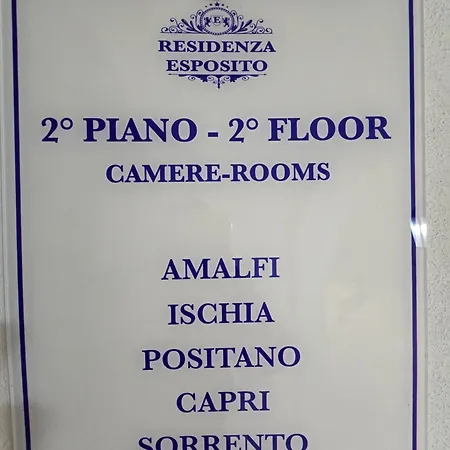 E
RESIDENZA
ESPOSITO
2° PIANO - 2° FLOOR
CAMERE-ROOMS
AMALFI
ISCHIA
POSITANO
CAPRI
SORRENTO